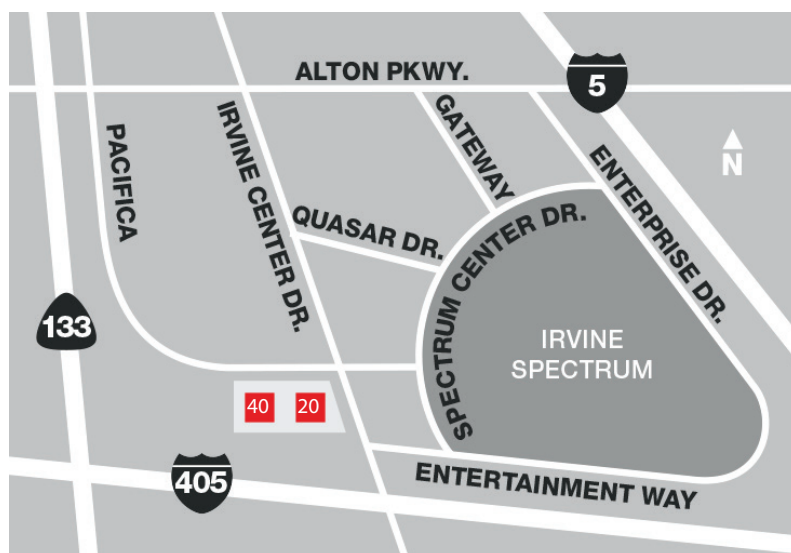 ALTON PKWY.
5
PACIFICA
IRVINE CENTER DR.
GATEWAY
ENTERPRISE DR.
N
QUASAR DR.
SPECTRUM CENTER DR.
133
IRVINE
SPECTRUM
40
20
405
ENTERTAINMENT WAY